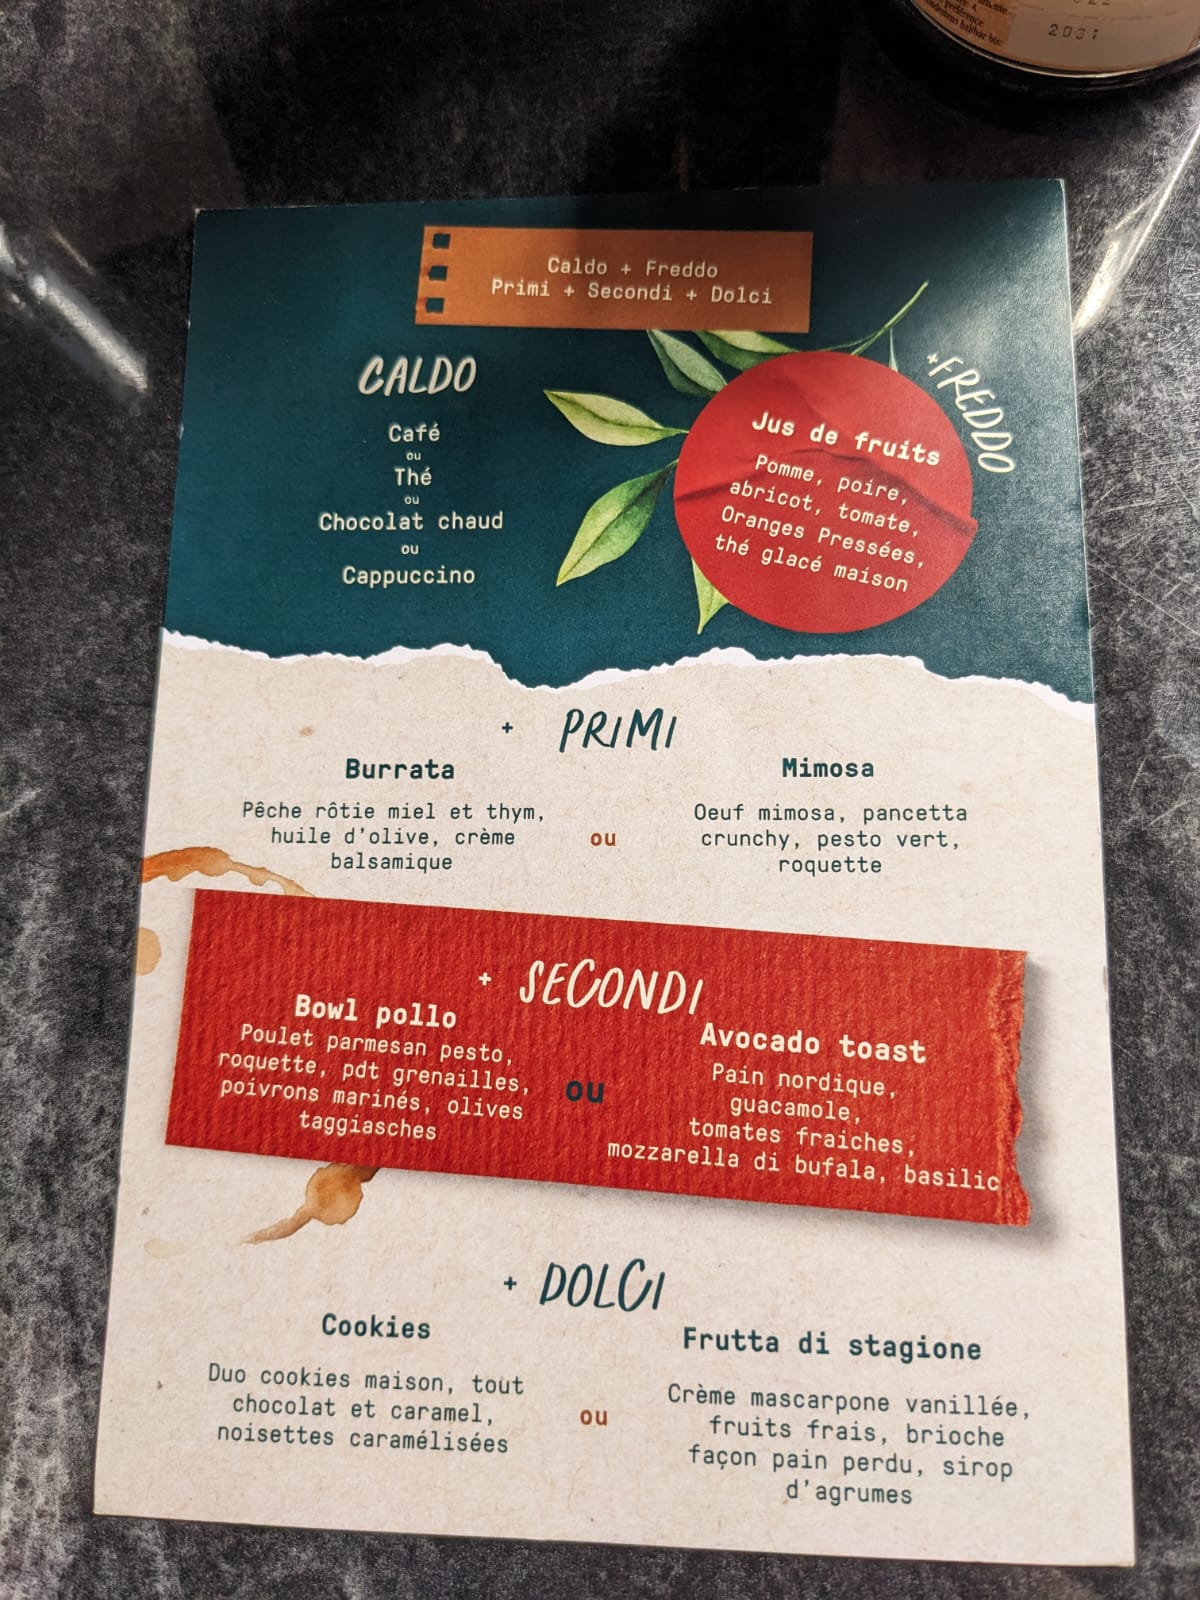 préférence
2031
Caldo + Freddo
Primi + Secondi + Dolci
CALDO
Café
ou
Thé
ou
Chocolat chaud
ou
Cappuccino
+FREDDO
Jus de fruits
Pomme, poire,
abricot, tomate,
Oranges Pressées,
thé glacé maison
+ PRIMI
Burrata
Pêche rôtie miel et thym,
huile d'olive, crème
balsamique
ou
Mimosa
Oeuf mimosa, pancetta
crunchy, pesto vert,
roquette
+ SECONDI
Bowl pollo
Poulet parmesan pesto,
roquette, pdt grenailles,
poivrons marinés, olives
taggiasches
ou
Avocado toast
Pain nordique,
guacamole,
tomates fraiches,
mozzarella di bufala, basilic
+ DOLCI
Cookies
Duo cookies maison, tout
chocolat et caramel,
noisettes caramélisées
ou
Frutta di stagione
Crème mascarpone vanillée,
fruits frais, brioche
façon pain perdu, sirop
d'agrumes